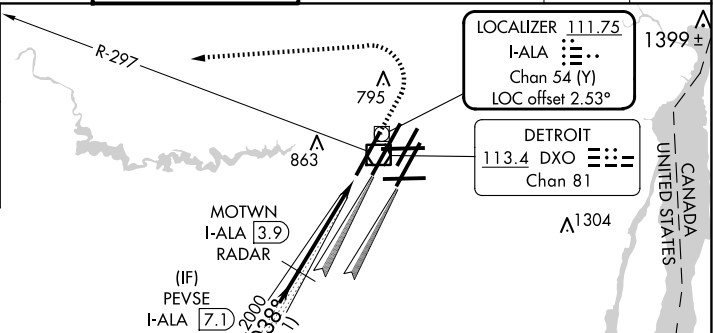 R-297
LOCALIZER 111.75
I-ALA
Chan 54 (Y)
LOC offset 2.53°
1399 ±
795
863
DETROIT
113.4 DXO
Chan 81
CANADA
UNITED STATES
1304
MOTWN
I-ALA 3.9
RADAR
(IF)
PEVSE
I-ALA 7.1
2000
038°